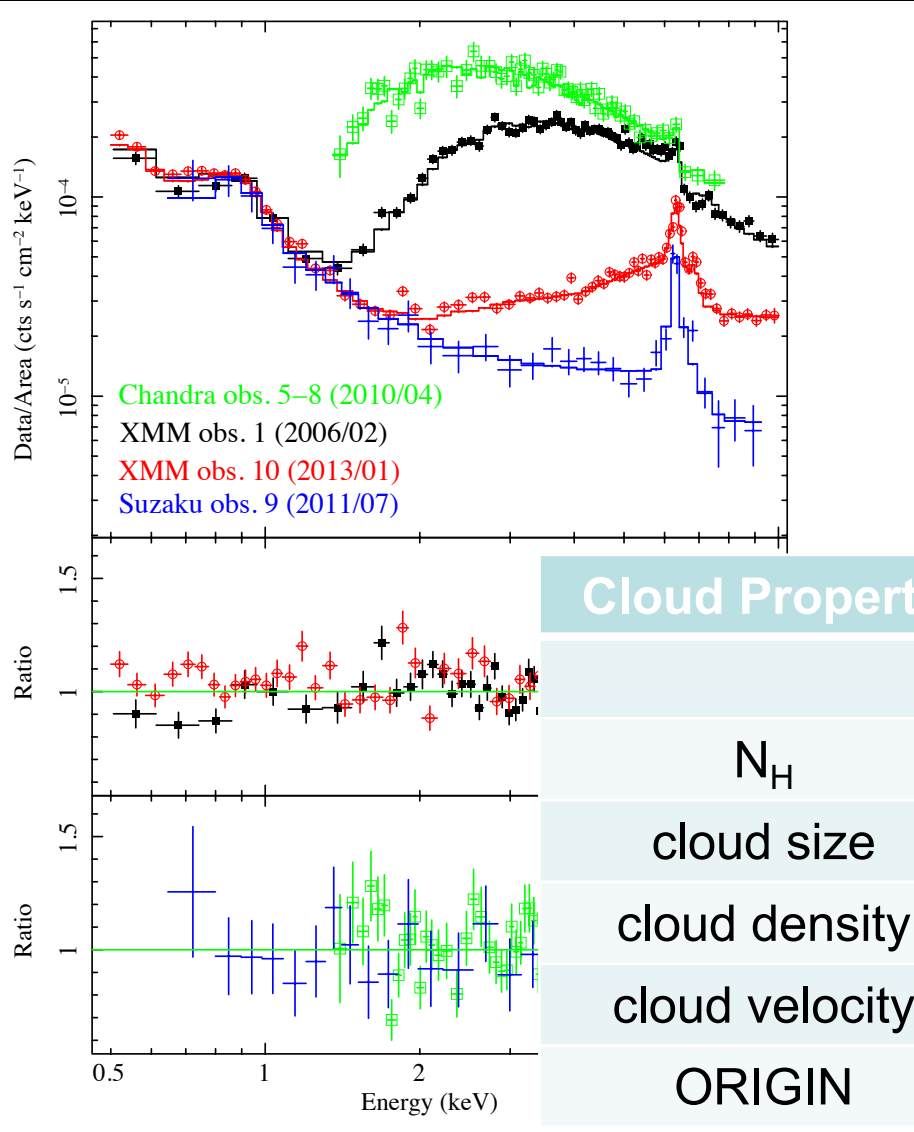 10⁻⁴
10⁻⁵
Data/Area (cts s⁻¹ cm⁻² keV⁻¹)
Chandra obs. 5–8 (2010/04)
XMM obs. 1 (2006/02)
XMM obs. 10 (2013/01)
Suzaku obs. 9 (2011/07)
1.5
1
Ratio
1.5
1
Ratio
0.5 1 2
Energy (keV)
Cloud Propert
N_H
cloud size
cloud density
cloud velocity
ORIGIN